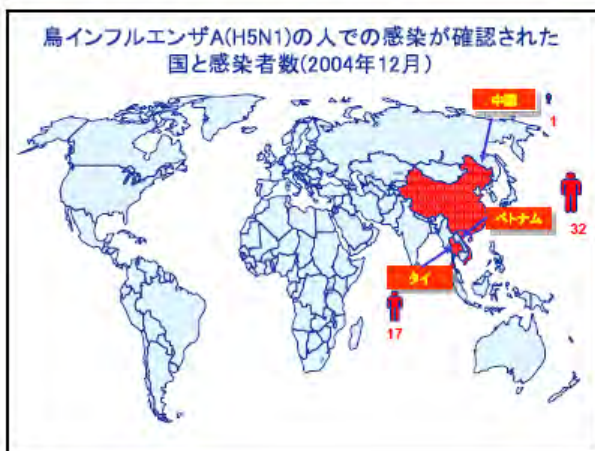 鳥インフルエンザA(H5N1)の人での感染が確認された
国と感染者数(2004年12月)
中国
1
ベトナム
32
タイ
17